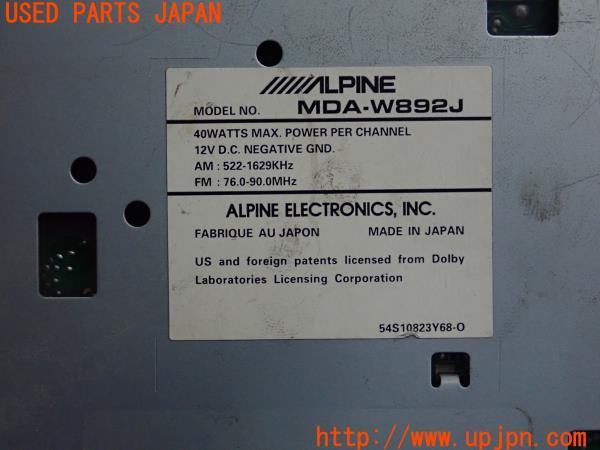 USED PARTS JAPAN
ALPINE
MODEL NO. MDA-W892J
40WATTS MAX. POWER PER CHANNEL
12V D.C. NEGATIVE GND.
AM : 522-1629KHz
FM : 76.0-90.0MHz
ALPINE ELECTRONICS, INC.
FABRIQUE AU JAPON MADE IN JAPAN
US and foreign patents licensed from Dolby
Laboratories Licensing Corporation
54S10823Y68-O
https://www.upjpn.com/